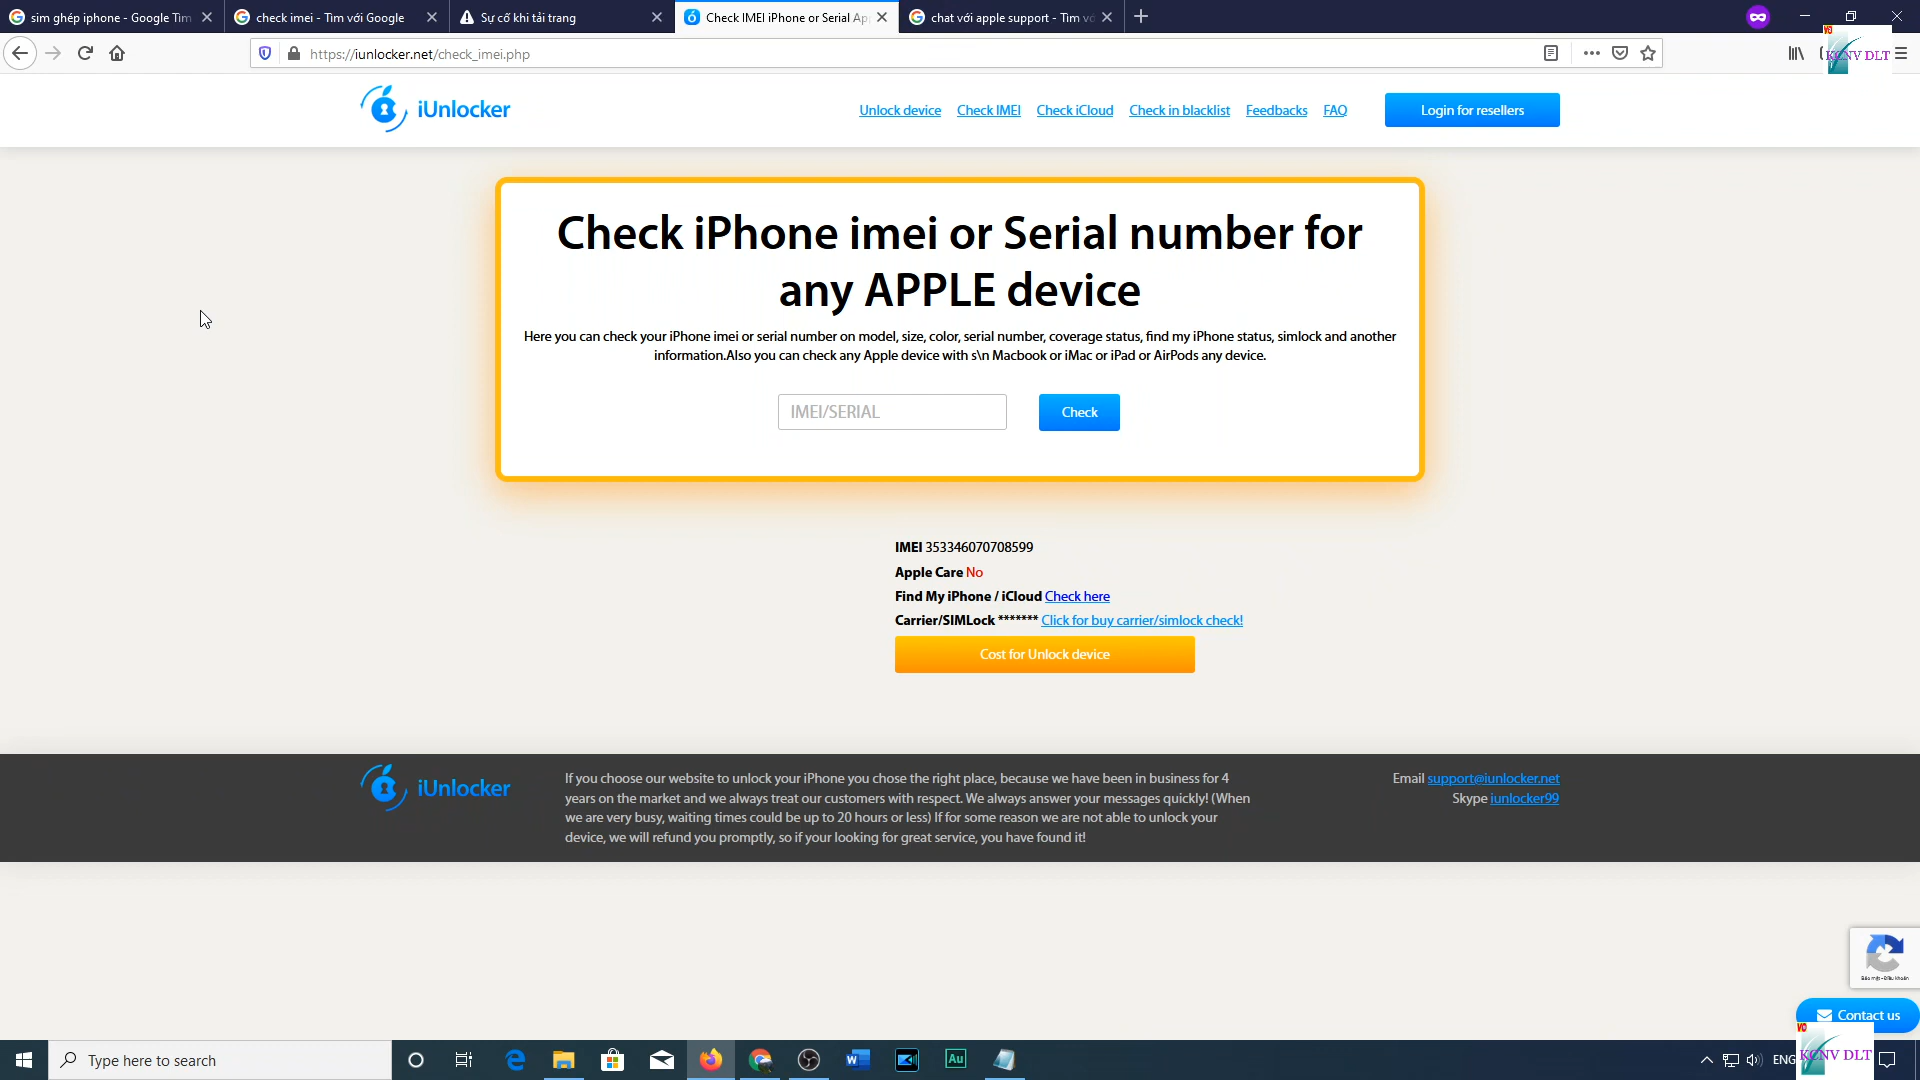 sim ghép iphone - Google Tìm
check imei - Tìm với Google
Sự cố khi tải trang
Check IMEI iPhone or Serial Ap
chat với apple support - Tìm vớ
https://iunlocker.net/check_imei.php
VO
KCNV DLT
iUnlocker
Unlock device
Check IMEI
Check iCloud
Check in blacklist
Feedbacks
FAQ
Login for resellers
Check iPhone imei or Serial number for
any APPLE device
Here you can check your iPhone imei or serial number on model, size, color, serial number, coverage status, find my iPhone status, simlock and another
information.Also you can check any Apple device with s\n Macbook or iMac or iPad or AirPods any device.
IMEI/SERIAL
Check
IMEI 353346070708599
Apple Care No
Find My iPhone / iCloud Check here
Carrier/SIMLock ******* Click for buy carrier/simlock check!
Cost for Unlock device
iUnlocker
If you choose our website to unlock your iPhone you chose the right place, because we have been in business for 4
years on the market and we always treat our customers with respect. We always answer your messages quickly! (When
we are very busy, waiting times could be up to 20 hours or less) If for some reason we are not able to unlock your
device, we will refund you promptly, so if your looking for great service, you have found it!
Email support@iunlocker.net
Skype iunlocker99
Bảo mật - Điều khoản
Contact us
VO
KCNV DLT
Type here to search
Au
ENG